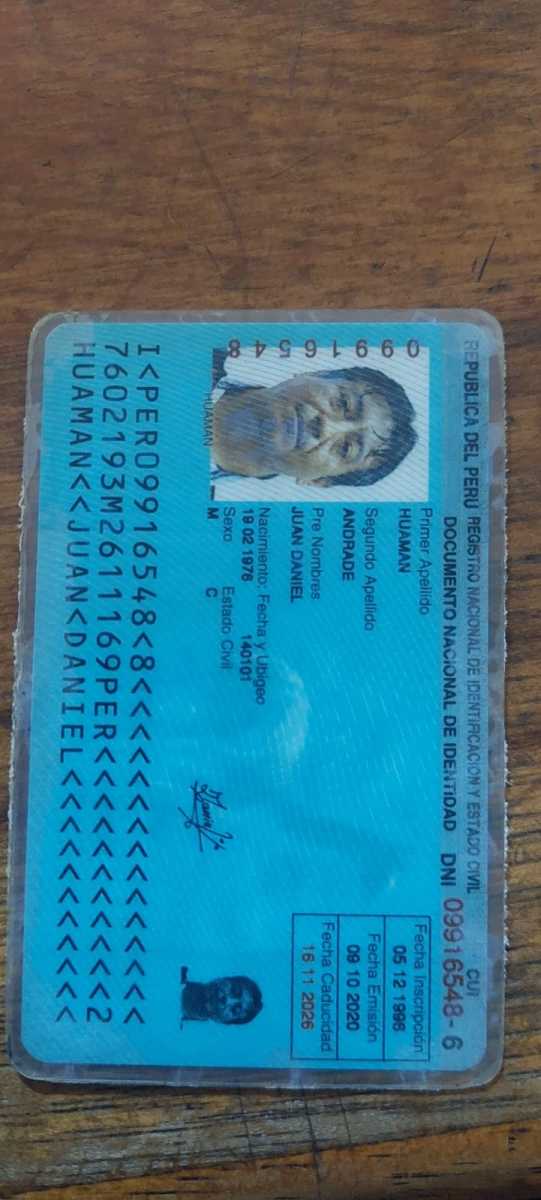 REPUBLICA DEL PERU REGISTRO NACIONAL DE IDENTIFICACIÓN Y ESTADO CIVIL
CUI
DOCUMENTO NACIONAL DE IDENTIDAD DNI 09916548 - 6
Primer Apellido
HUAMAN
Segundo Apellido
ANDRADE
Pre Nombres
JUAN DANIEL
Nacimiento: Fecha y Ubigeo
19 02 1976 140101
Sexo Estado Civil
M C
Fecha Inscripción
05 12 1996
Fecha Emisión
09 10 2020
Fecha Caducidad
16 11 2026
09916548
HUAMAN
I<PER09916548<8<<<<<<<<<<<<<<<
7602193M2611169PER<<<<<<<<<<<2
HUAMAN<<JUAN<DANIEL<<<<<<<<<<<